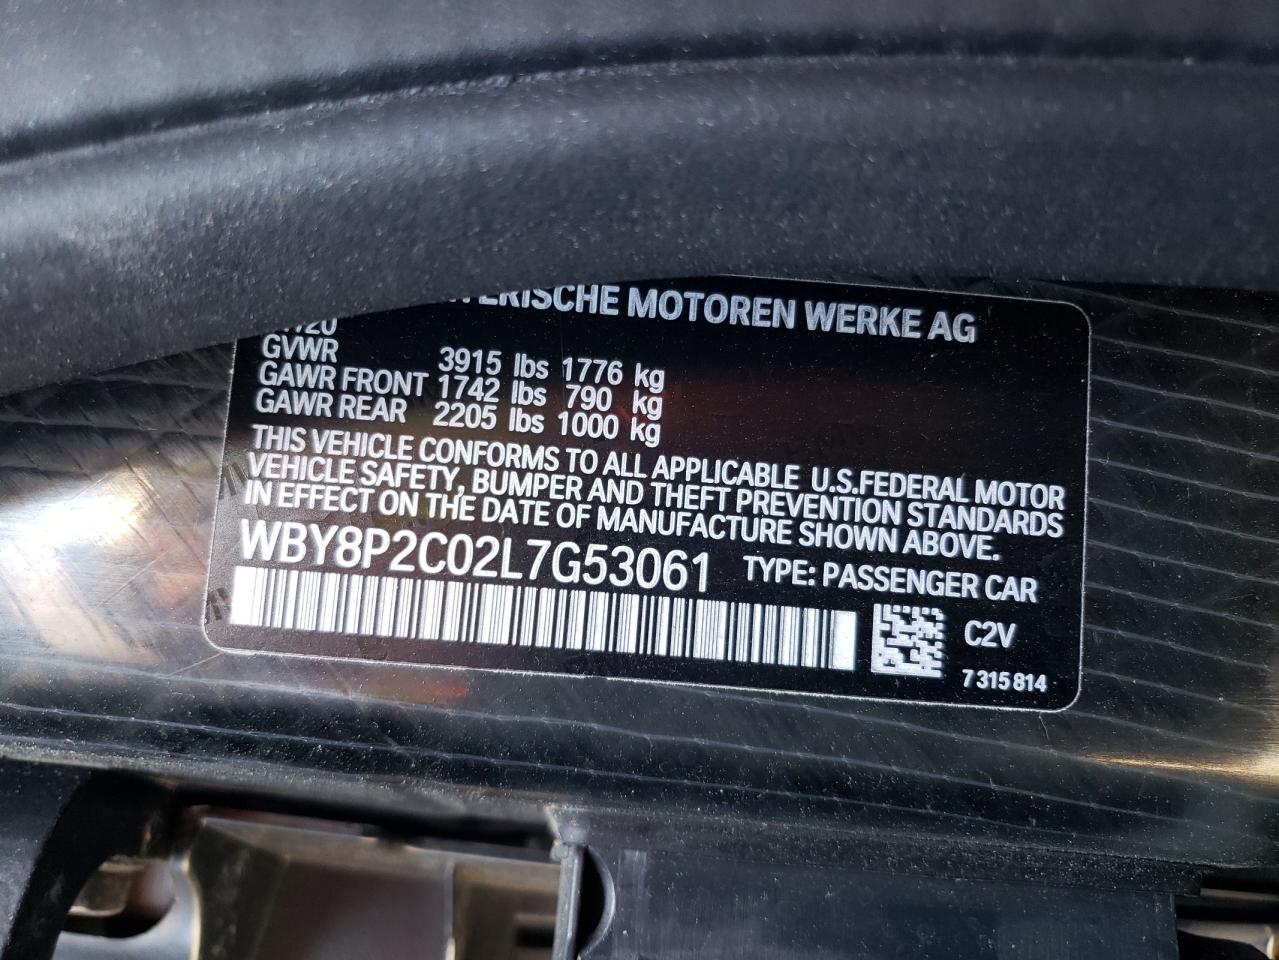 ERISCHE MOTOREN WERKE AG
GVWR 3915 lbs 1776 kg
GAWR FRONT 1742 lbs 790 kg
GAWR REAR 2205 lbs 1000 kg
THIS VEHICLE CONFORMS TO ALL APPLICABLE U.S.FEDERAL MOTOR
VEHICLE SAFETY, BUMPER AND THEFT PREVENTION STANDARDS
IN EFFECT ON THE DATE OF MANUFACTURE SHOWN ABOVE.
WBY8P2C02L7G53061 TYPE: PASSENGER CAR
C2V
7 315 814